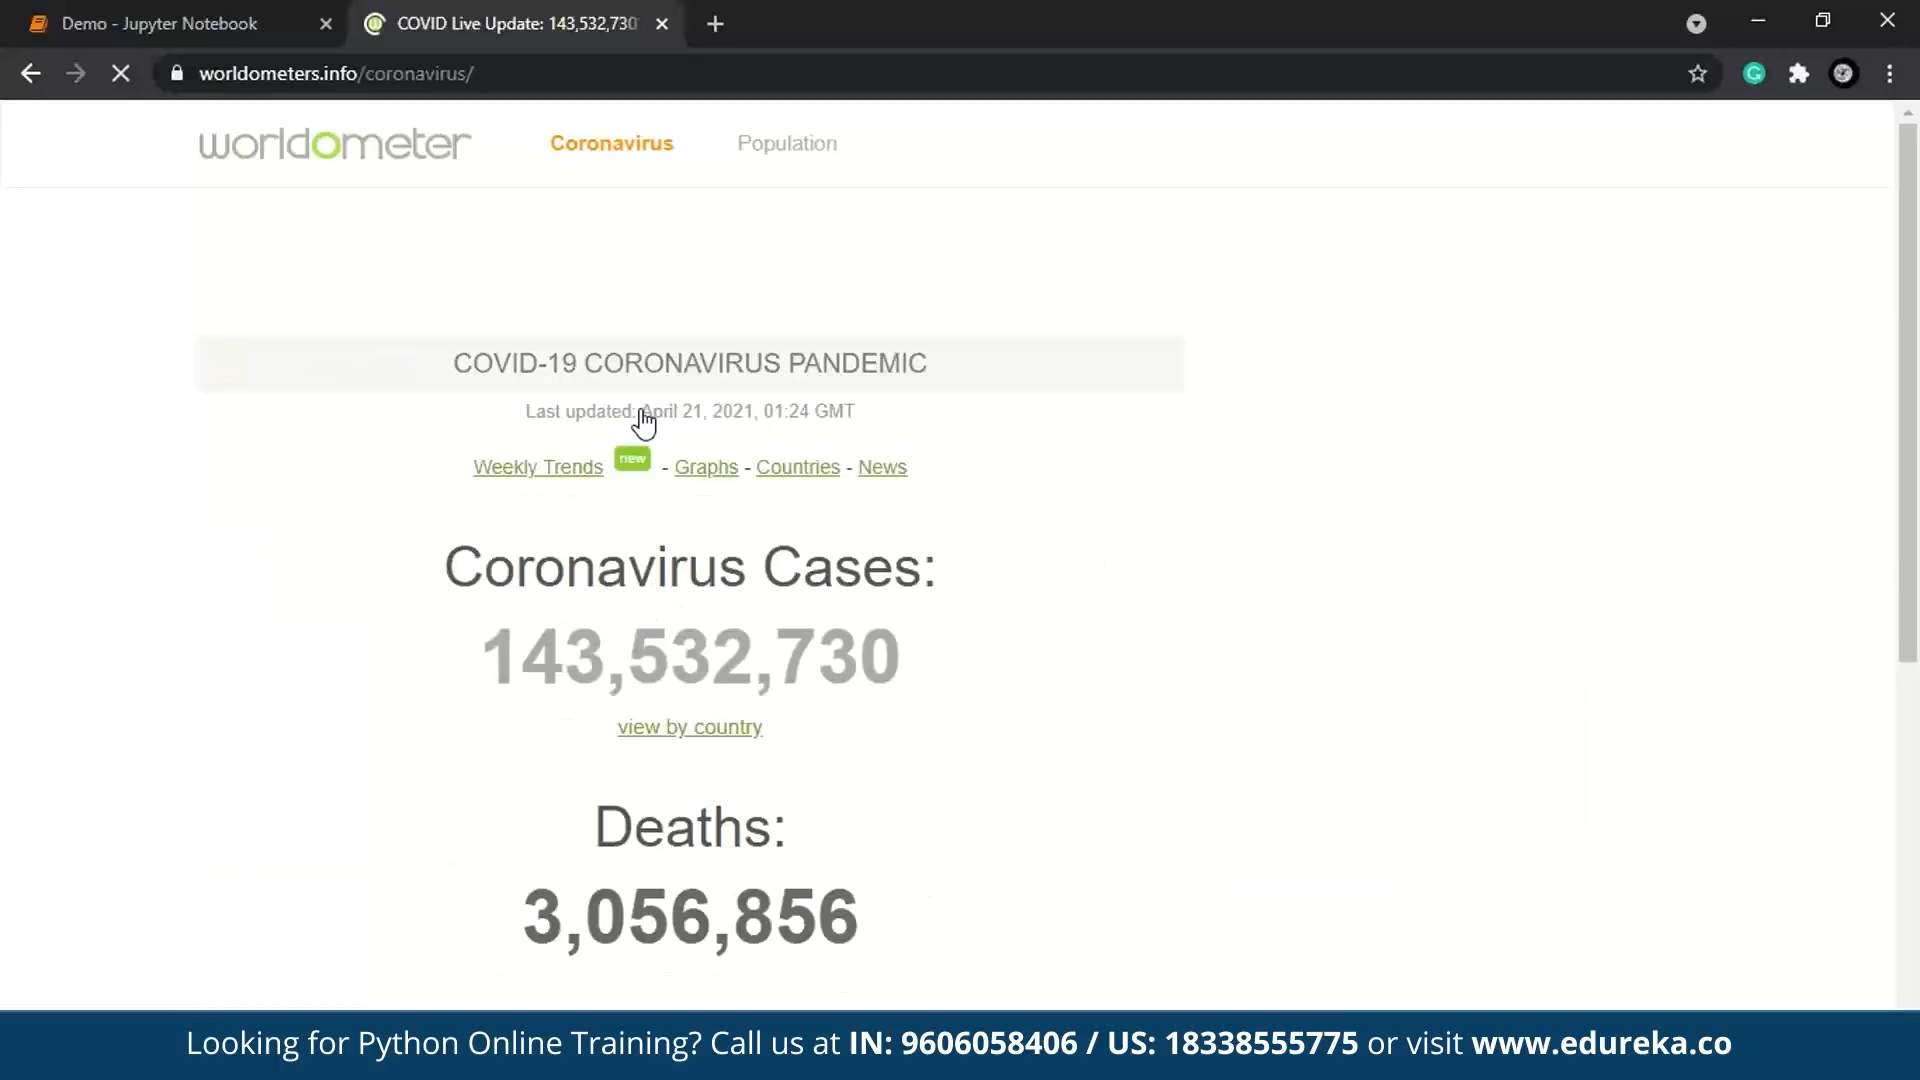 Demo - Jupyter Notebook
COVID Live Update: 143,532,730
worldometers.info/coronavirus/
worldometer
Coronavirus
Population
COVID-19 CORONAVIRUS PANDEMIC
Last updated: April 21, 2021, 01:24 GMT
Weekly Trends new - Graphs - Countries - News
Coronavirus Cases:
143,532,730
view by country
Deaths:
3,056,856
Looking for Python Online Training? Call us at IN: 9606058406 / US: 18338555775 or visit www.edureka.co